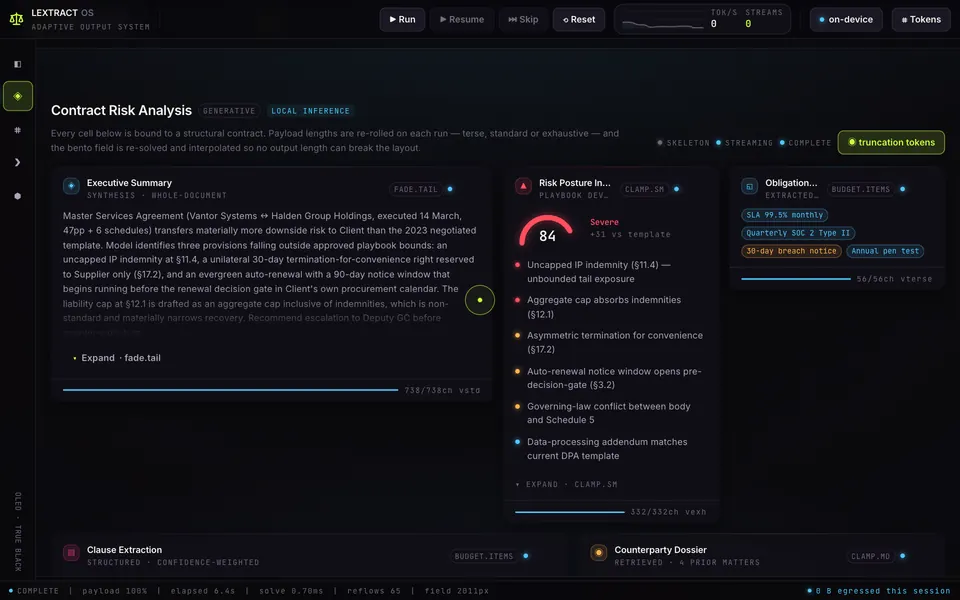 LEXTRACT OS
ADAPTIVE OUTPUT SYSTEM
Run
Resume
Skip
Reset
TOK/S STREAMS
0 0
on-device
# Tokens
Contract Risk Analysis
GENERATIVE
LOCAL INFERENCE
Every cell below is bound to a structural contract. Payload lengths are re-rolled on each run — terse, standard or exhaustive — and
the bento field is re-solved and interpolated so no output length can break the layout.
SKELETON STREAMING COMPLETE
truncation tokens
Executive Summary
SYNTHESIS · WHOLE-DOCUMENT
FADE.TAIL
Master Services Agreement (Vantor Systems ↔ Halden Group Holdings, executed 14 March,
47pp + 6 schedules) transfers materially more downside risk to Client than the 2023 negotiated
template. Model identifies three provisions falling outside approved playbook bounds: an
uncapped IP indemnity at §11.4, a unilateral 30-day termination-for-convenience right reserved
to Supplier only (§17.2), and an evergreen auto-renewal with a 90-day notice window that
begins running before the renewal decision gate in Client's own procurement calendar. The
liability cap at §12.1 is drafted as an aggregate cap inclusive of indemnities, which is non-
standard and materially narrows recovery. Recommend escalation to Deputy GC before
Expand · fade.tail
738/738ch vstd
Risk Posture In…
PLAYBOOK DEV…
CLAMP.SM
84
Severe
+31 vs template
Uncapped IP indemnity (§11.4) —
unbounded tail exposure
Aggregate cap absorbs indemnities
(§12.1)
Asymmetric termination for convenience
(§17.2)
Auto-renewal notice window opens pre-
decision-gate (§3.2)
Governing-law conflict between body
and Schedule 5
Data-processing addendum matches
current DPA template
EXPAND · CLAMP.SM
332/332ch vexh
Obligation…
EXTRACTED…
BUDGET.ITEMS
SLA 99.5% monthly
Quarterly SOC 2 Type II
30-day breach notice
Annual pen test
56/56ch vterse
Clause Extraction
STRUCTURED · CONFIDENCE-WEIGHTED
BUDGET.ITEMS
Counterparty Dossier
RETRIEVED · 4 PRIOR MATTERS
CLAMP.MD
OLED · TRUE BLACK
COMPLETE | payload 100% | elapsed 6.4s | solve 0.70ms | reflows 65 | field 2011px
0 B egressed this session